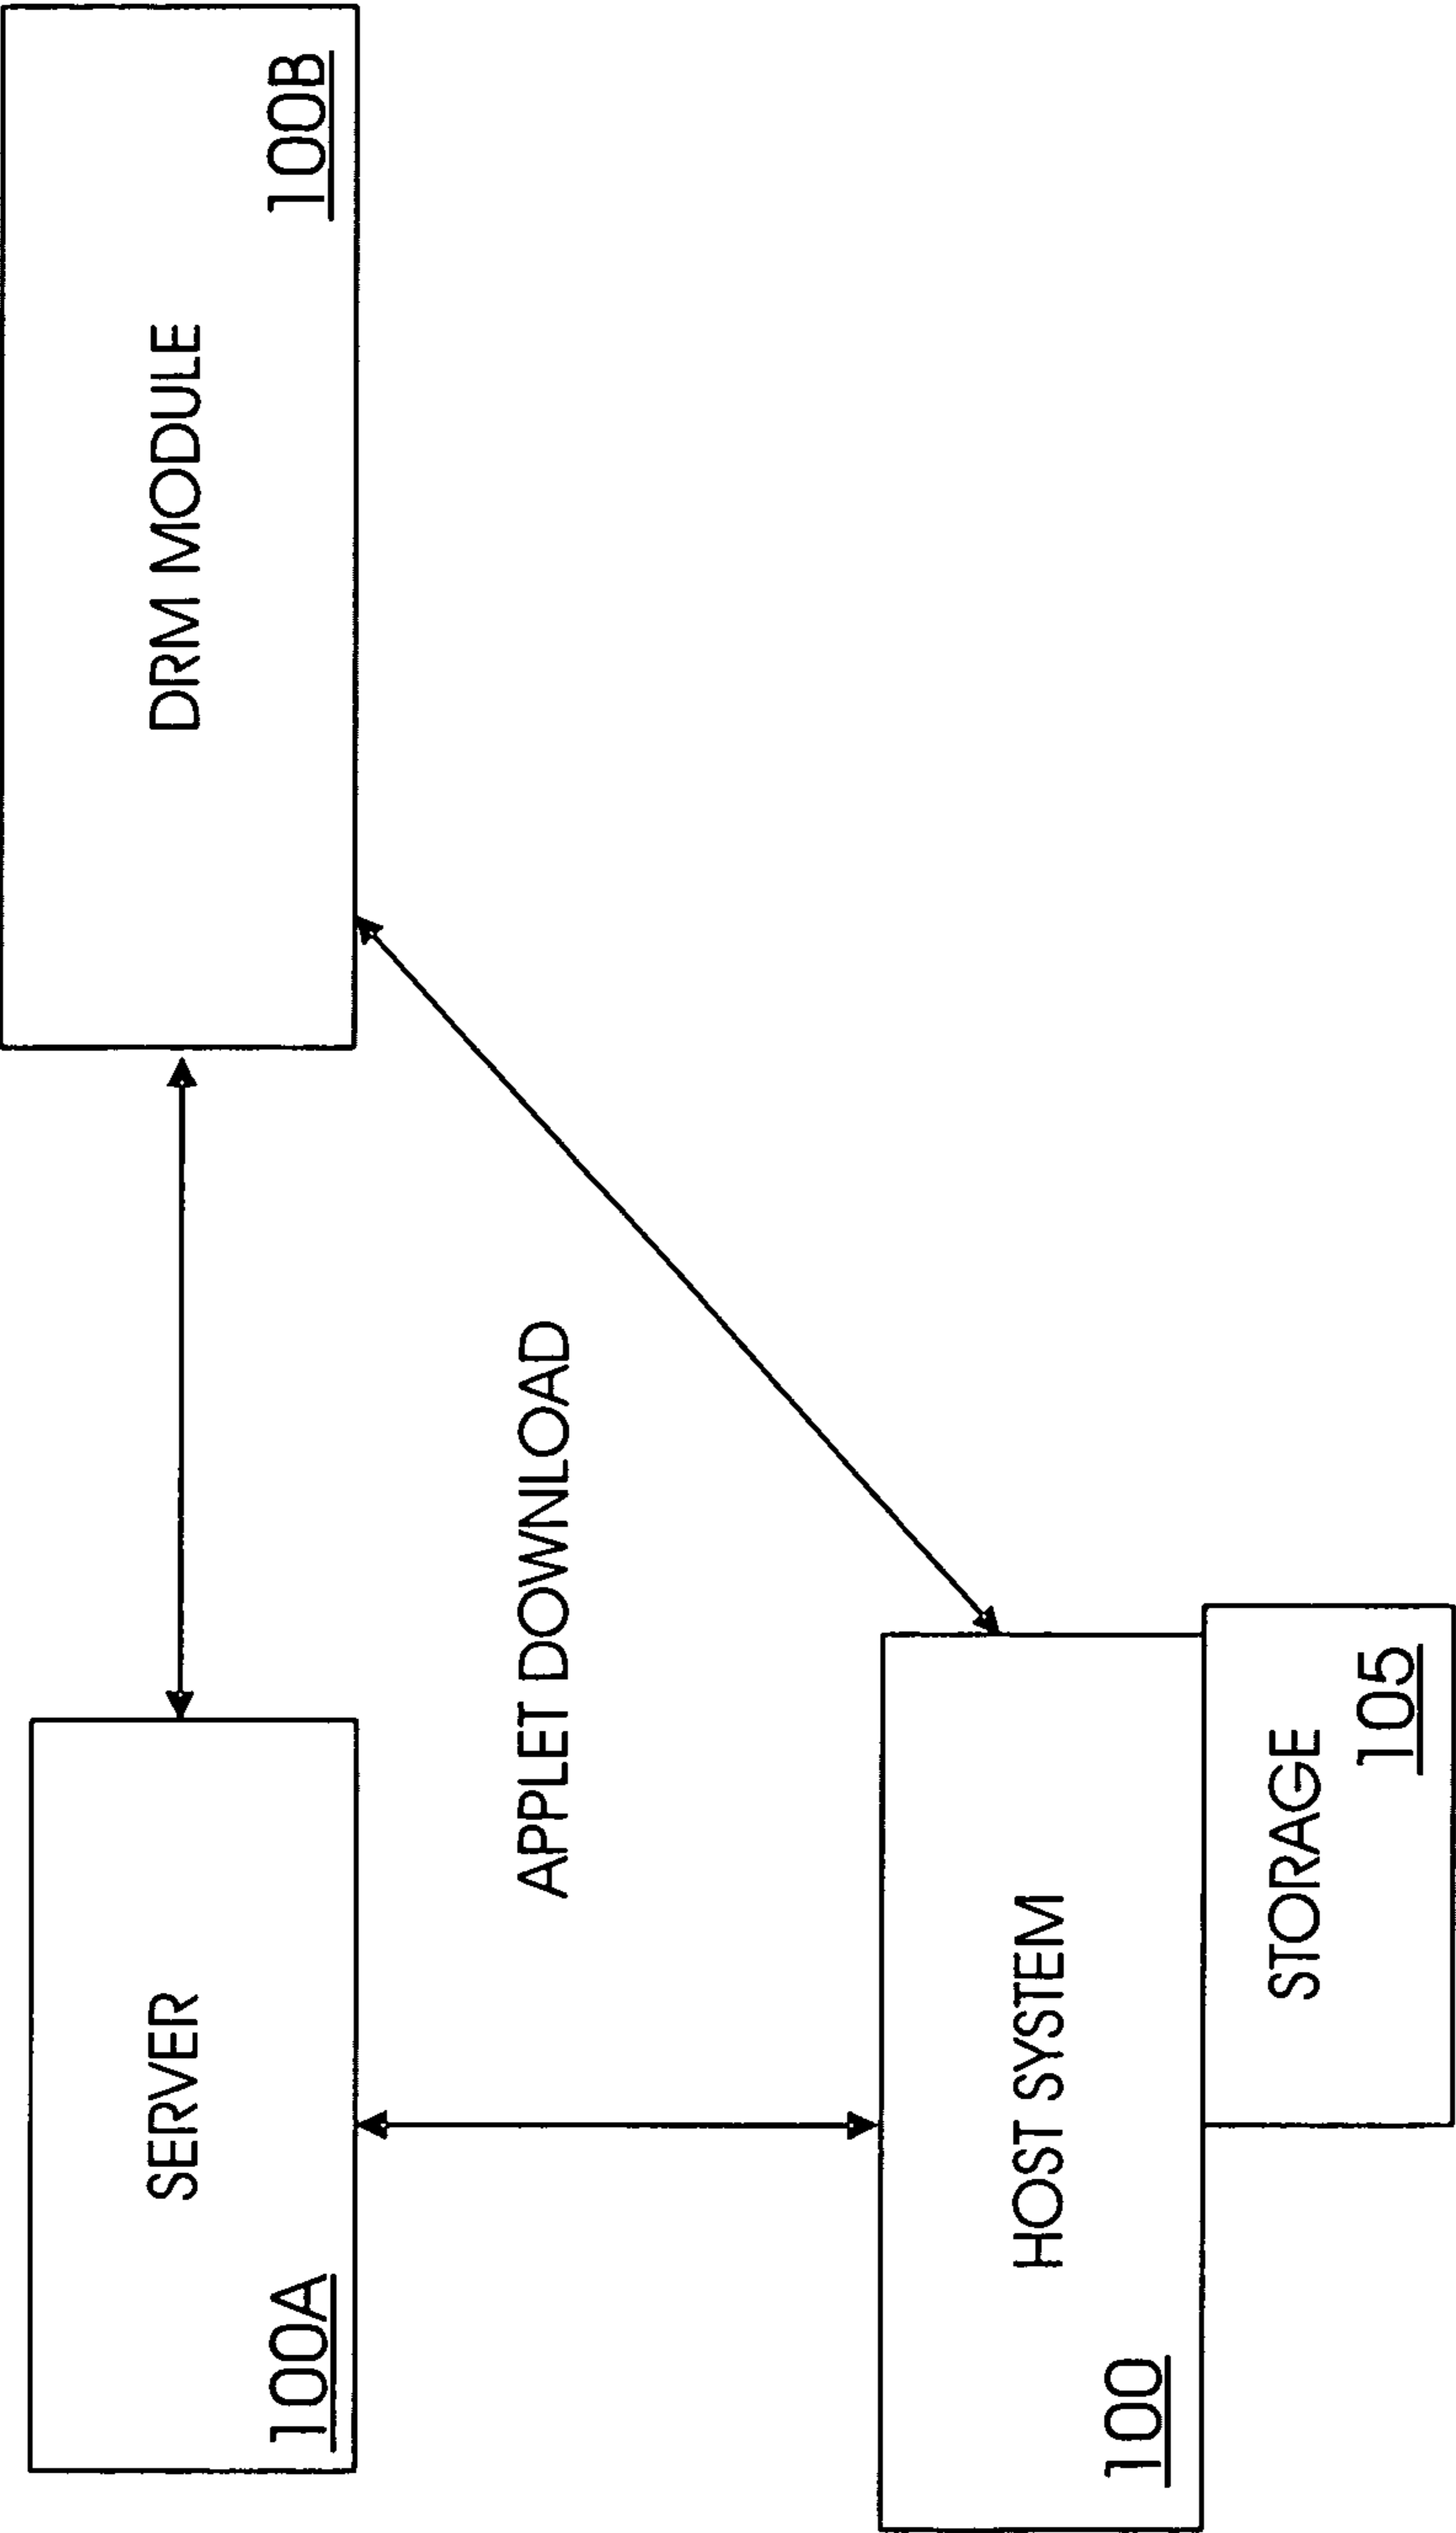 SERVER
100A
DRM MODULE
100B
APPLET DOWNLOAD
HOST SYSTEM
100
STORAGE
105